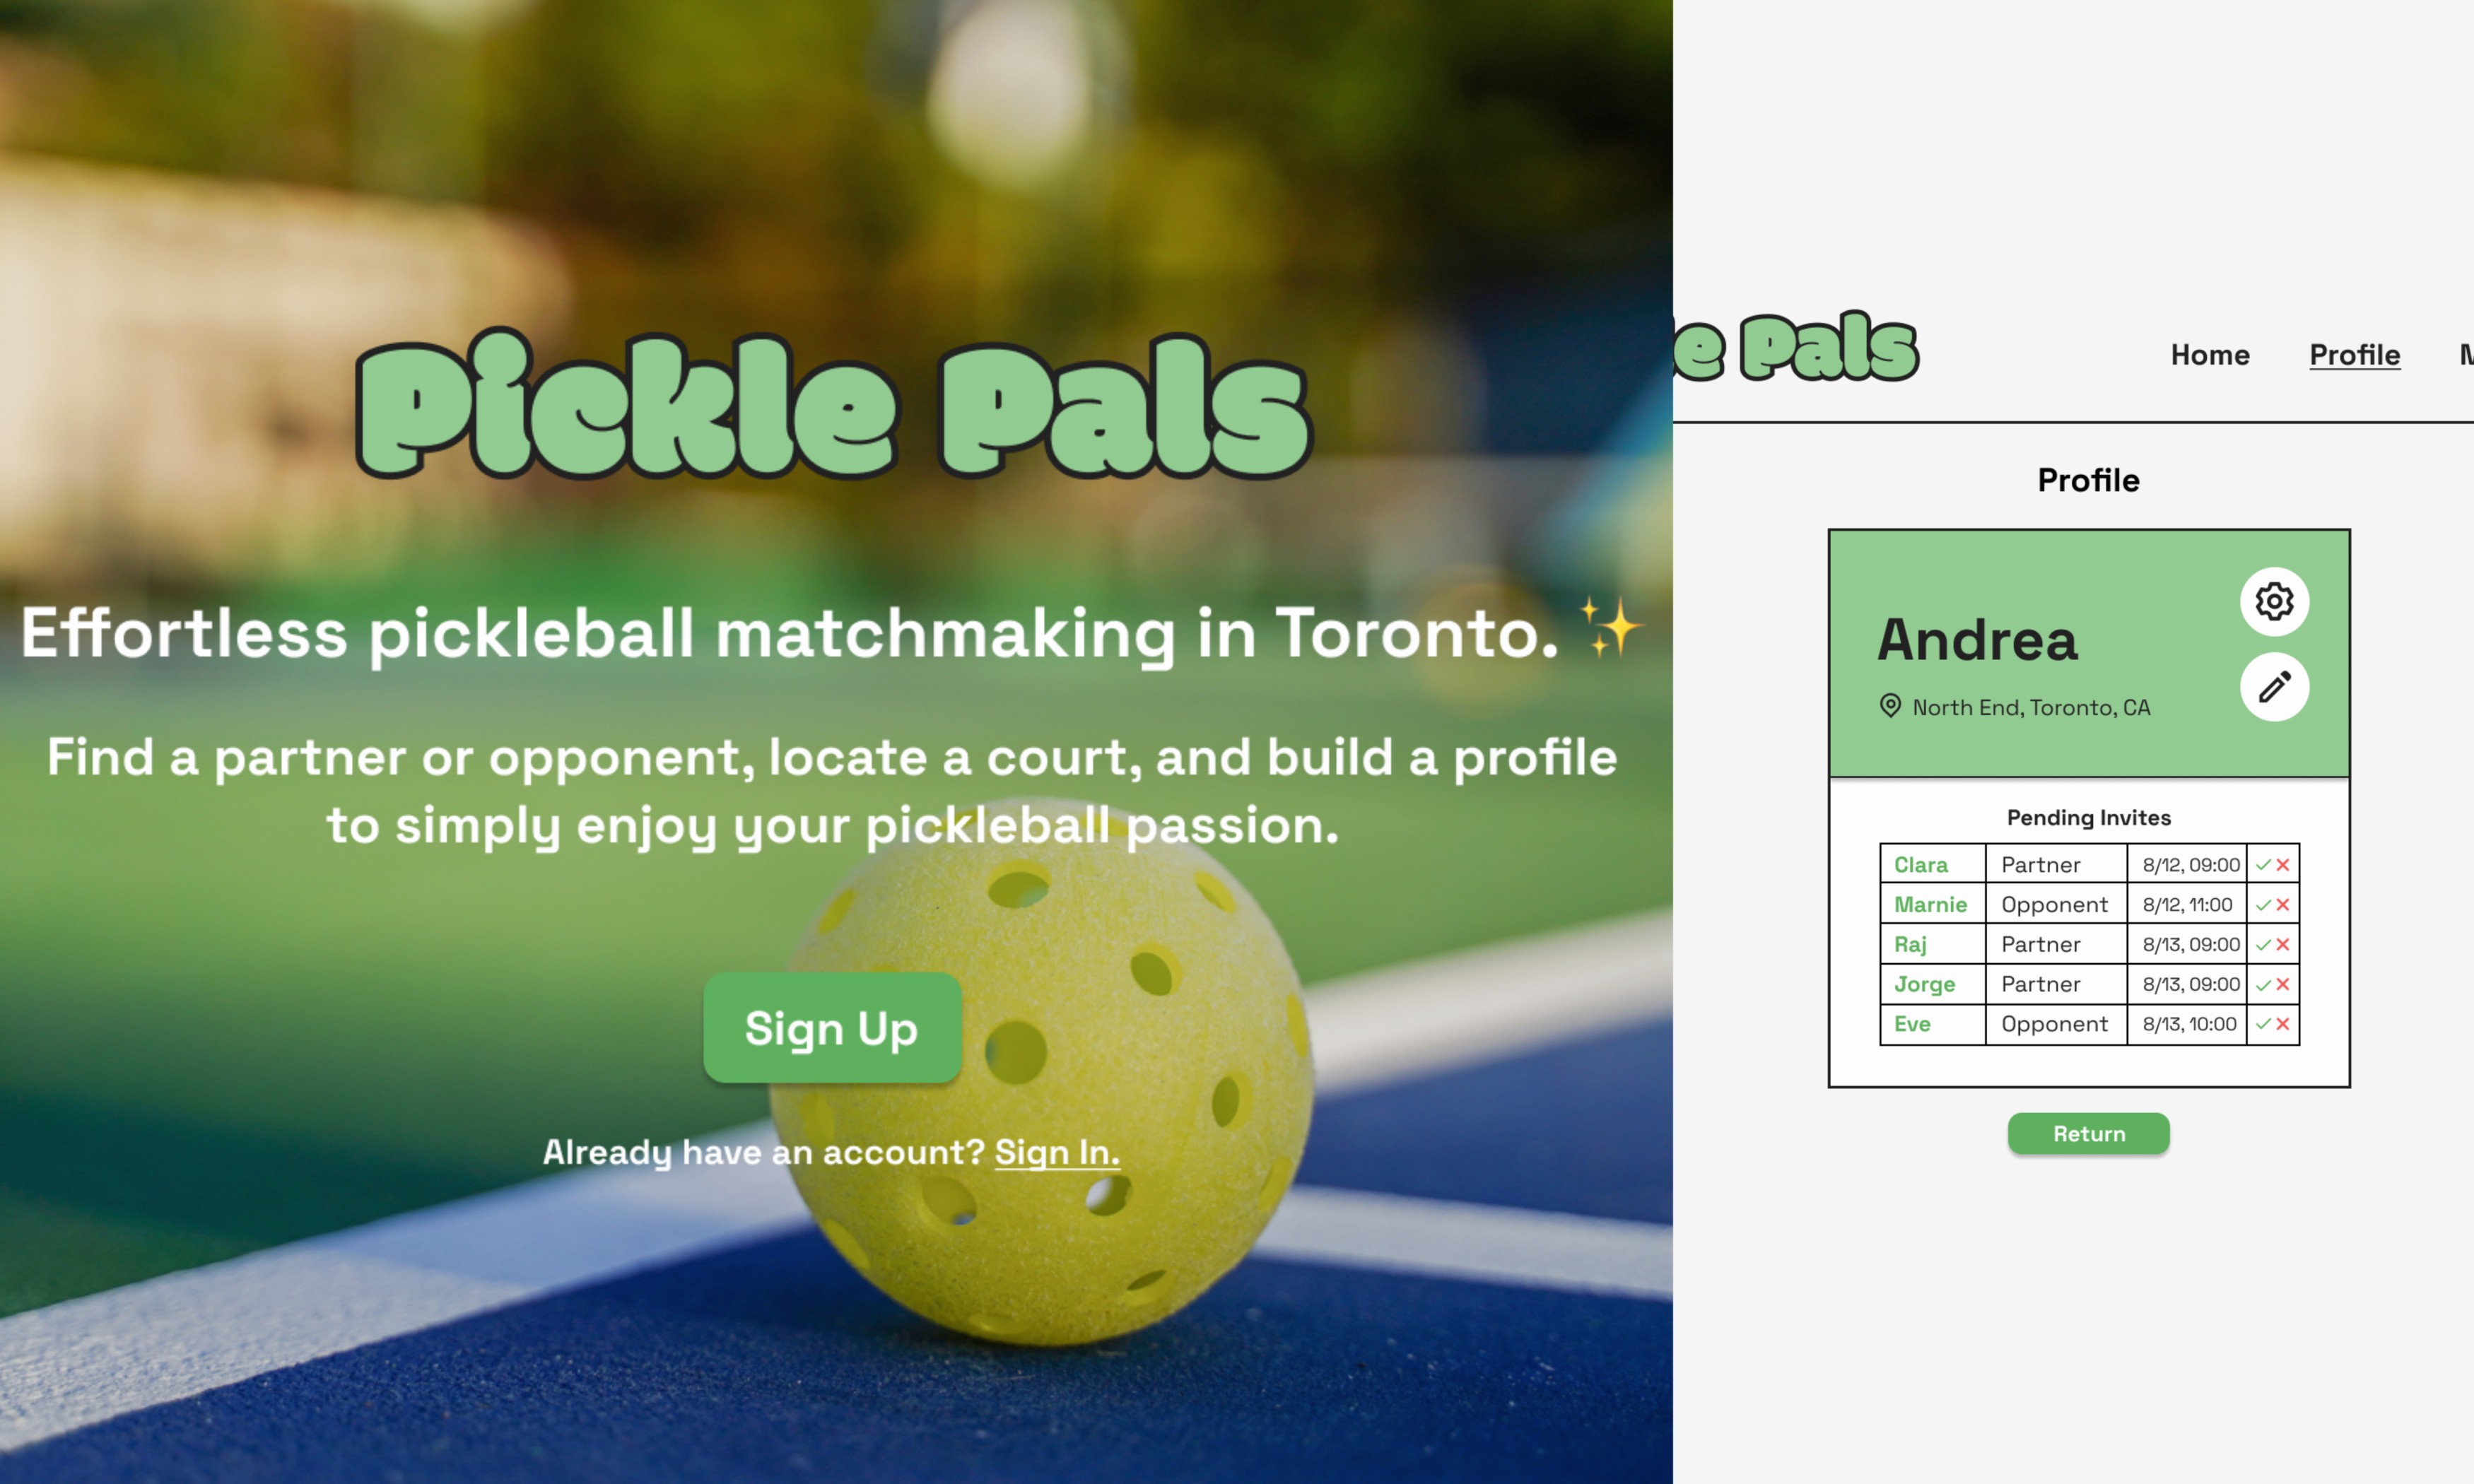 Pickle Pals
Effortless pickleball matchmaking in Toronto. ✨
Find a partner or opponent, locate a court, and build a profile
to simply enjoy your pickleball passion.
Sign Up
Already have an account? Sign In.
e Pals
Home Profile M
Profile
Andrea
North End, Toronto, CA
Pending Invites
Clara Partner 8/12, 09:00 ✓ ✕
Marnie Opponent 8/12, 11:00 ✓ ✕
Raj Partner 8/13, 09:00 ✓ ✕
Jorge Partner 8/13, 09:00 ✓ ✕
Eve Opponent 8/13, 10:00 ✓ ✕
Return